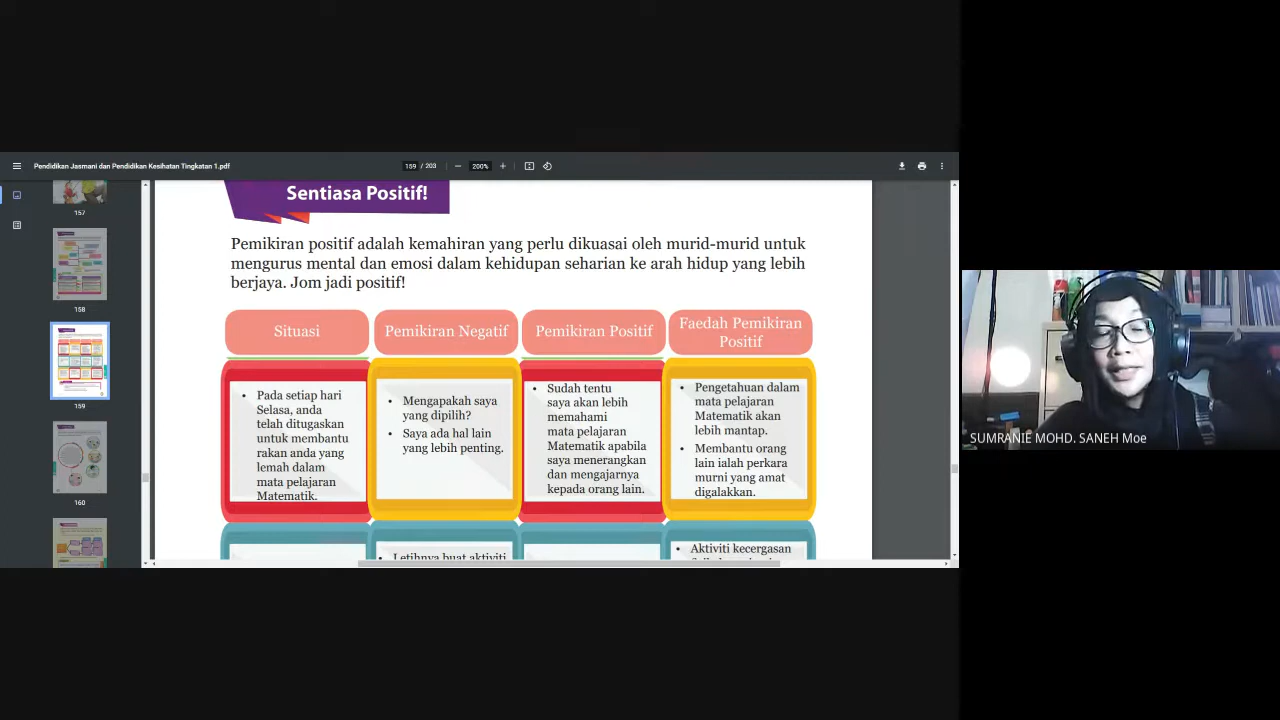 Pendidikan Jasmani dan Pendidikan Kesihatan Tingkatan 1.pdf
159 / 203
200%
157
158
159
160
Sentiasa Positif!
Pemikiran positif adalah kemahiran yang perlu dikuasai oleh murid-murid untuk
mengurus mental dan emosi dalam kehidupan seharian ke arah hidup yang lebih
berjaya. Jom jadi positif!
Situasi
Pemikiran Negatif
Pemikiran Positif
Faedah Pemikiran
Positif
• Pada setiap hari
Selasa, anda
telah ditugaskan
untuk membantu
rakan anda yang
lemah dalam
mata pelajaran
Matematik.
• Mengapakah saya
yang dipilih?
• Saya ada hal lain
yang lebih penting.
• Sudah tentu
saya akan lebih
memahami
mata pelajaran
Matematik apabila
saya menerangkan
dan mengajarnya
kepada orang lain.
• Pengetahuan dalam
mata pelajaran
Matematik akan
lebih mantap.
• Membantu orang
lain ialah perkara
murni yang amat
digalakkan.
• Letihnya buat aktiviti
• Aktiviti kecergasan
SUMRANIE MOHD. SANEH Moe